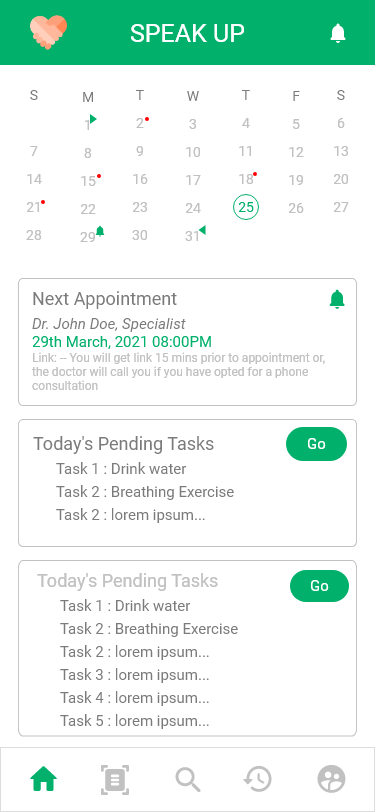 SPEAK UP
S M T W T F S
1 2 3 4 5 6
7 8 9 10 11 12 13
14 15 16 17 18 19 20
21 22 23 24 25 26 27
28 29 30 31
Next Appointment
Dr. John Doe, Specialist
29th March, 2021 08:00PM
Link: -- You will get link 15 mins prior to appointment or,
the doctor will call you if you have opted for a phone
consultation
Today's Pending Tasks Go
Task 1 : Drink water
Task 2 : Breathing Exercise
Task 2 : lorem ipsum...
Today's Pending Tasks Go
Task 1 : Drink water
Task 2 : Breathing Exercise
Task 2 : lorem ipsum...
Task 3 : lorem ipsum...
Task 4 : lorem ipsum...
Task 5 : lorem ipsum...